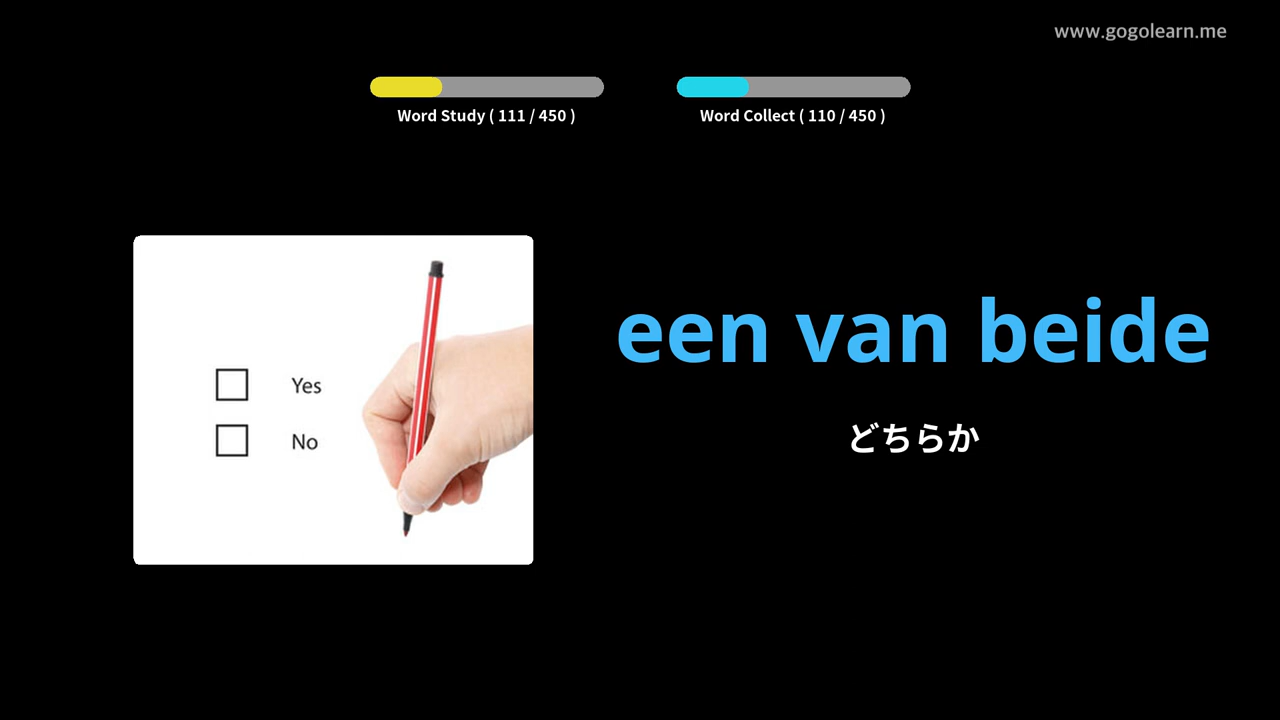 www.gogolearn.me
Word Study ( 111 / 450 )
Word Collect ( 110 / 450 )
Yes
No
een van beide
どちらか